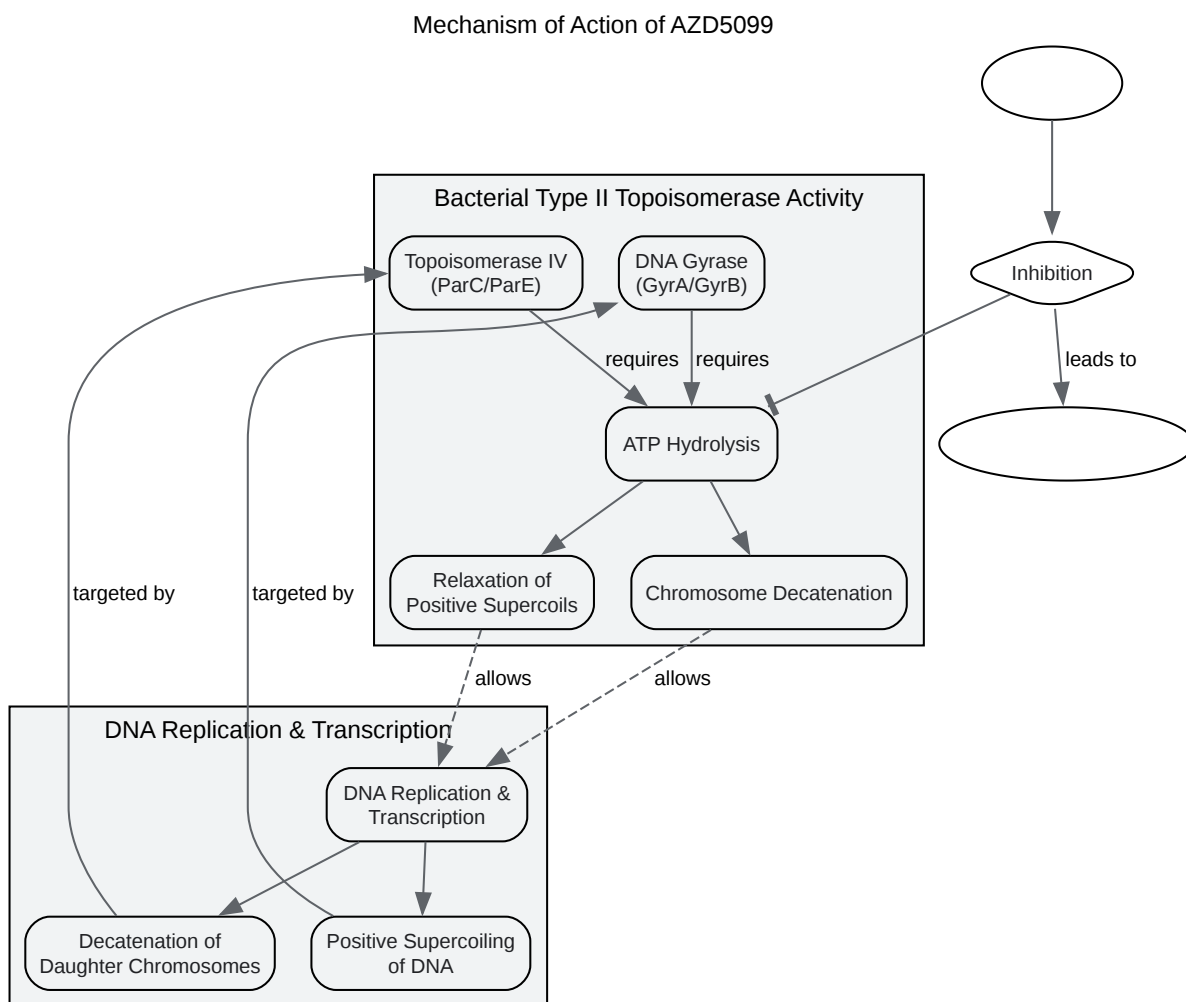 Mechanism of Action of AZD5099
Bacterial Type II Topoisomerase Activity
Topoisomerase IV
(ParC/ParE)
DNA Gyrase
(GyrA/GyrB)
Inhibition
requires
requires
leads to
ATP Hydrolysis
Relaxation of
Positive Supercoils
Chromosome Decatenation
targeted by
targeted by
allows
allows
DNA Replication & Transcription
DNA Replication &
Transcription
Decatenation of
Daughter Chromosomes
Positive Supercoiling
of DNA